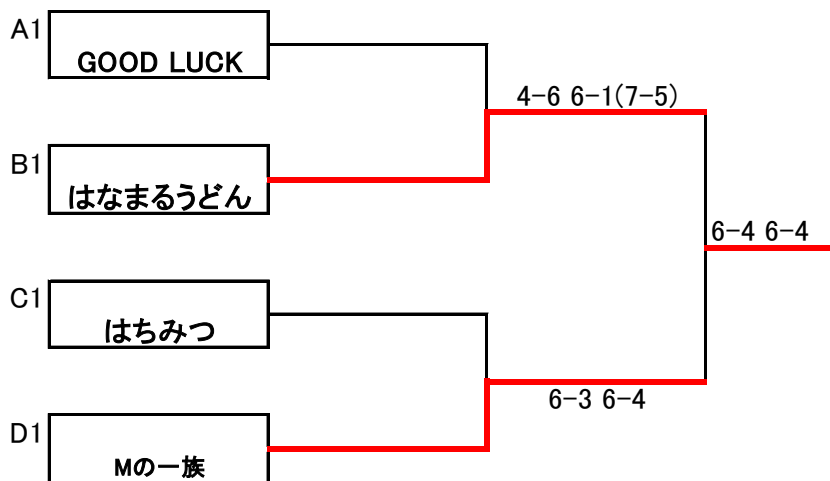 A1
GOOD LUCK
4-6 6-1(7-5)
B1
はなまるうどん
6-4 6-4
C1
はちみつ
6-3 6-4
D1
Mの一族